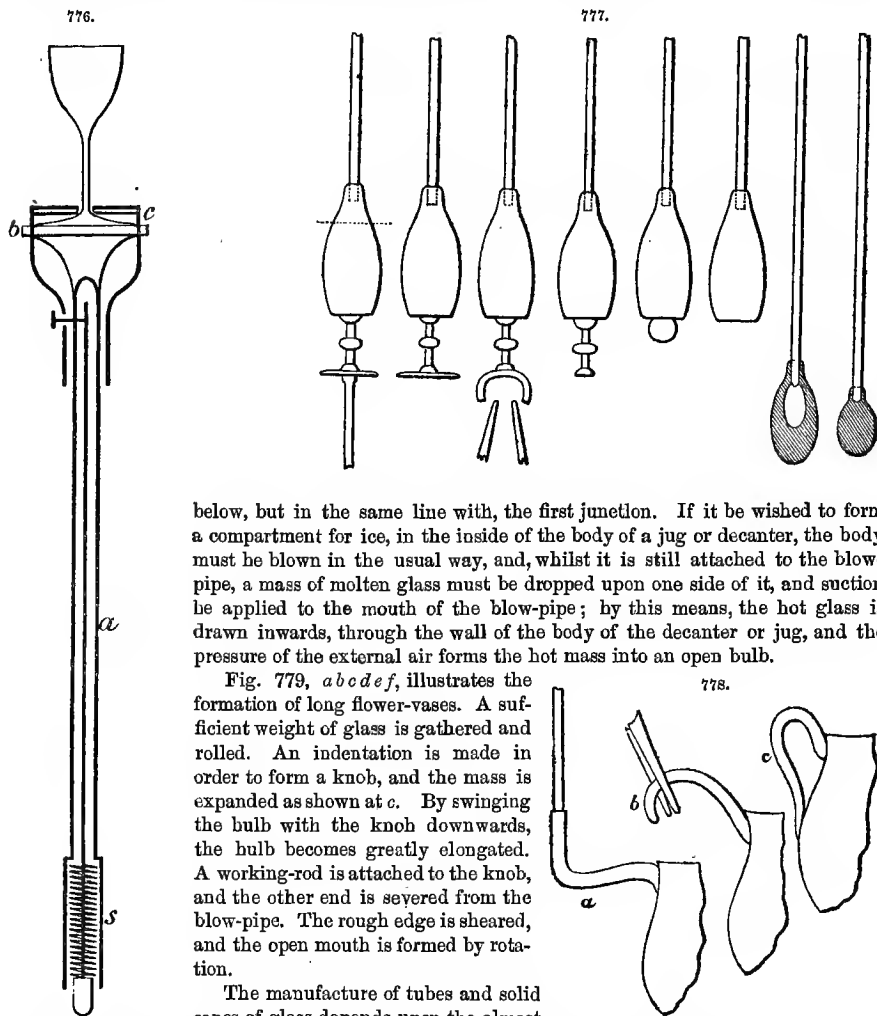 776.
777.
b
c
a
s
below, but in the same line with, the first junction. If it be wished to form
a compartment for ice, in the inside of the body of a jug or decanter, the body
must be blown in the usual way, and, whilst it is still attached to the blow
pipe, a mass of molten glass must be dropped upon one side of it, and suction
be applied to the mouth of the blow-pipe; by this means, the hot glass i
drawn inwards, through the wall of the body of the decanter or jug, and th
pressure of the external air forms the hot mass into an open bulb.
Fig. 779, a b c d e f, illustrates the
formation of long flower-vases. A suf-
ficient weight of glass is gathered and
rolled. An indentation is made in
order to form a knob, and the mass is
expanded as shown at c. By swinging
the bulb with the knob downwards,
the bulb becomes greatly elongated.
A working-rod is attached to the knob,
and the other end is severed from the
blow-pipe. The rough edge is sheared,
and the open mouth is formed by rota-
tion.
The manufacture of tubes and solid
778.
a
b
c